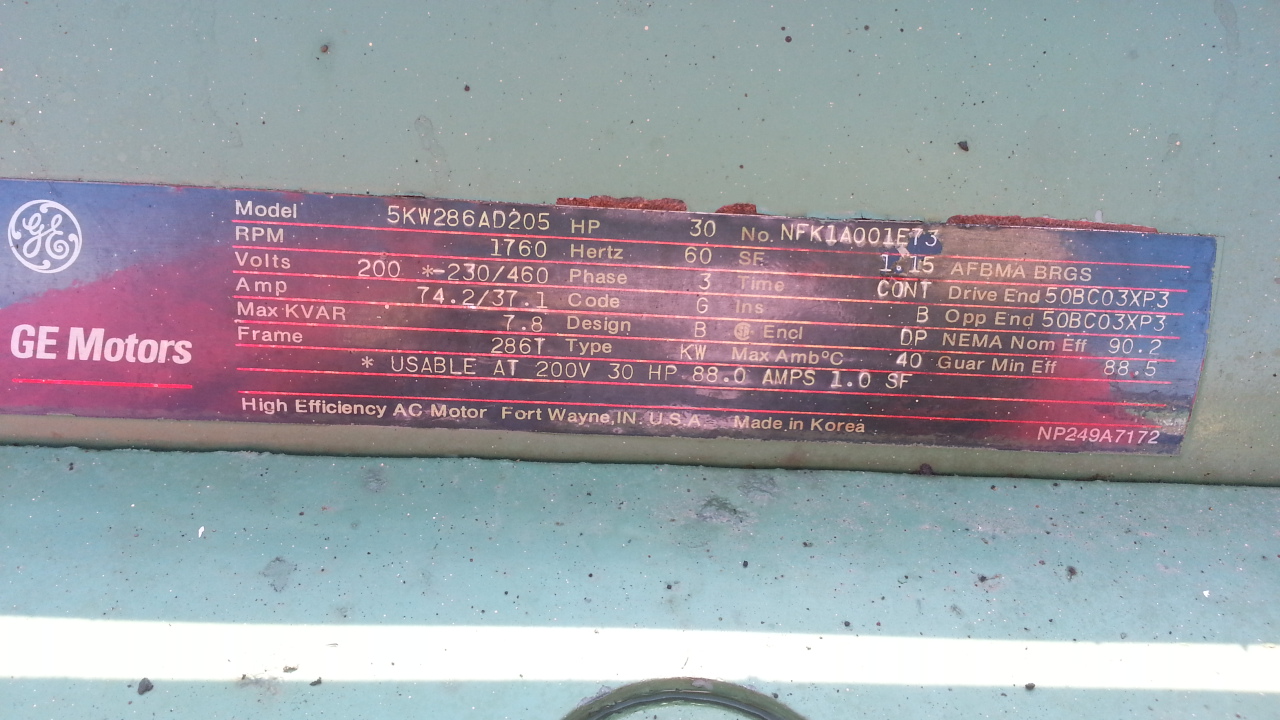 GE
GE Motors
Model 5KW286AD205 HP 30 No. NFK1A001E73
RPM 1760 Hertz 60 SF 1.15 AFBMA BRGS
Volts 200 *-230/460 Phase 3 Time CONT Drive End 50BC03XP3
Amp 74.2/37.1 Code G Ins B Opp End 50BC03XP3
Max KVAR 7.8 Design B Encl DP NEMA Nom Eff 90.2
Frame 286T Type KW Max Amb°C 40 Guar Min Eff 88.5
* USABLE AT 200V 30 HP 88.0 AMPS 1.0 SF
High Efficiency AC Motor Fort Wayne, IN. U.S.A. Made in Korea
NP249A7172